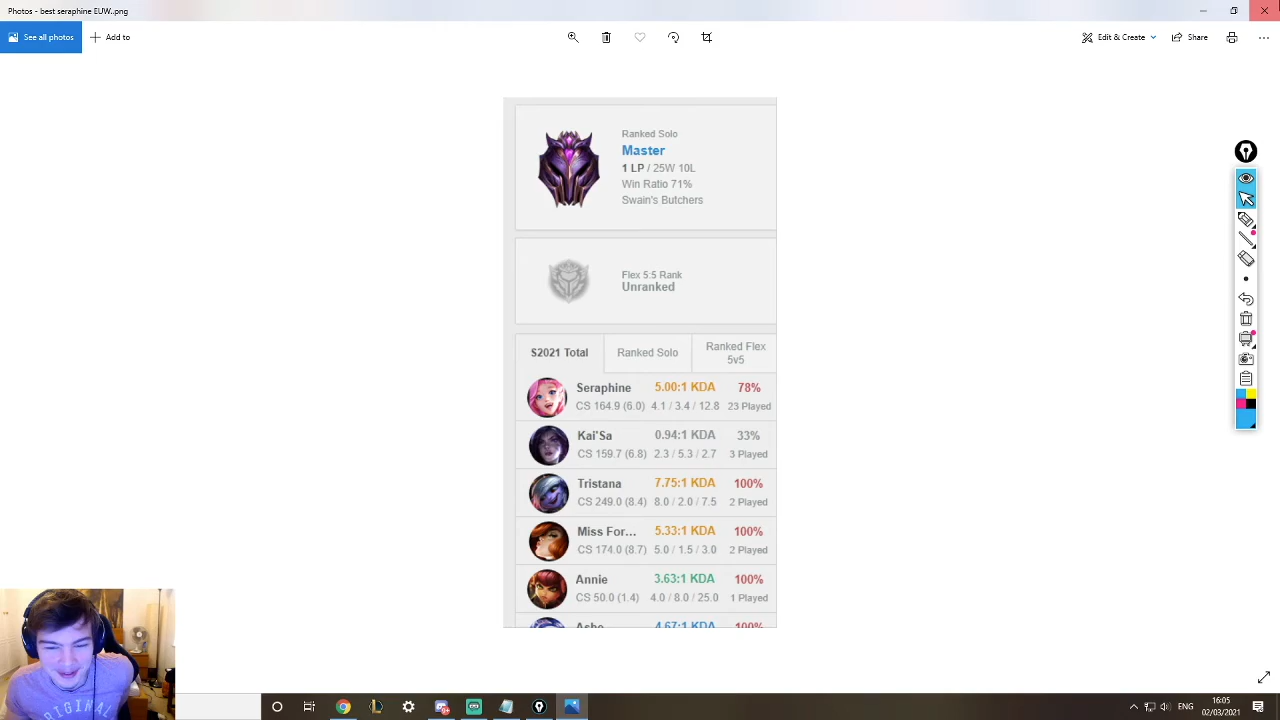 Photos - best seraphine EUW..PNG
See all photos
Add to
Edit & Create
Share
Ranked Solo
Master
1 LP / 25W 10L
Win Ratio 71%
Swain's Butchers
Flex 5:5 Rank
Unranked
S2021 Total
Ranked Solo
Ranked Flex
5v5
Seraphine 5.00:1 KDA 78%
CS 164.9 (6.0) 4.1 / 3.4 / 12.8 23 Played
Kai'Sa 0.94:1 KDA 33%
CS 159.7 (6.8) 2.3 / 5.3 / 2.7 3 Played
Tristana 7.75:1 KDA 100%
CS 249.0 (8.4) 8.0 / 2.0 / 7.5 2 Played
Miss For... 5.33:1 KDA 100%
CS 174.0 (8.7) 5.0 / 1.5 / 3.0 2 Played
Annie 3.63:1 KDA 100%
CS 50.0 (1.4) 4.0 / 8.0 / 25.0 1 Played
Ashe 4.67:1 KDA 100%
ORIGINAL
16:05
02/03/2021